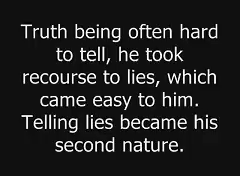 Truth being often hard
to tell, he took
recourse to lies, which
came easy to him.
Telling lies became his
second nature.